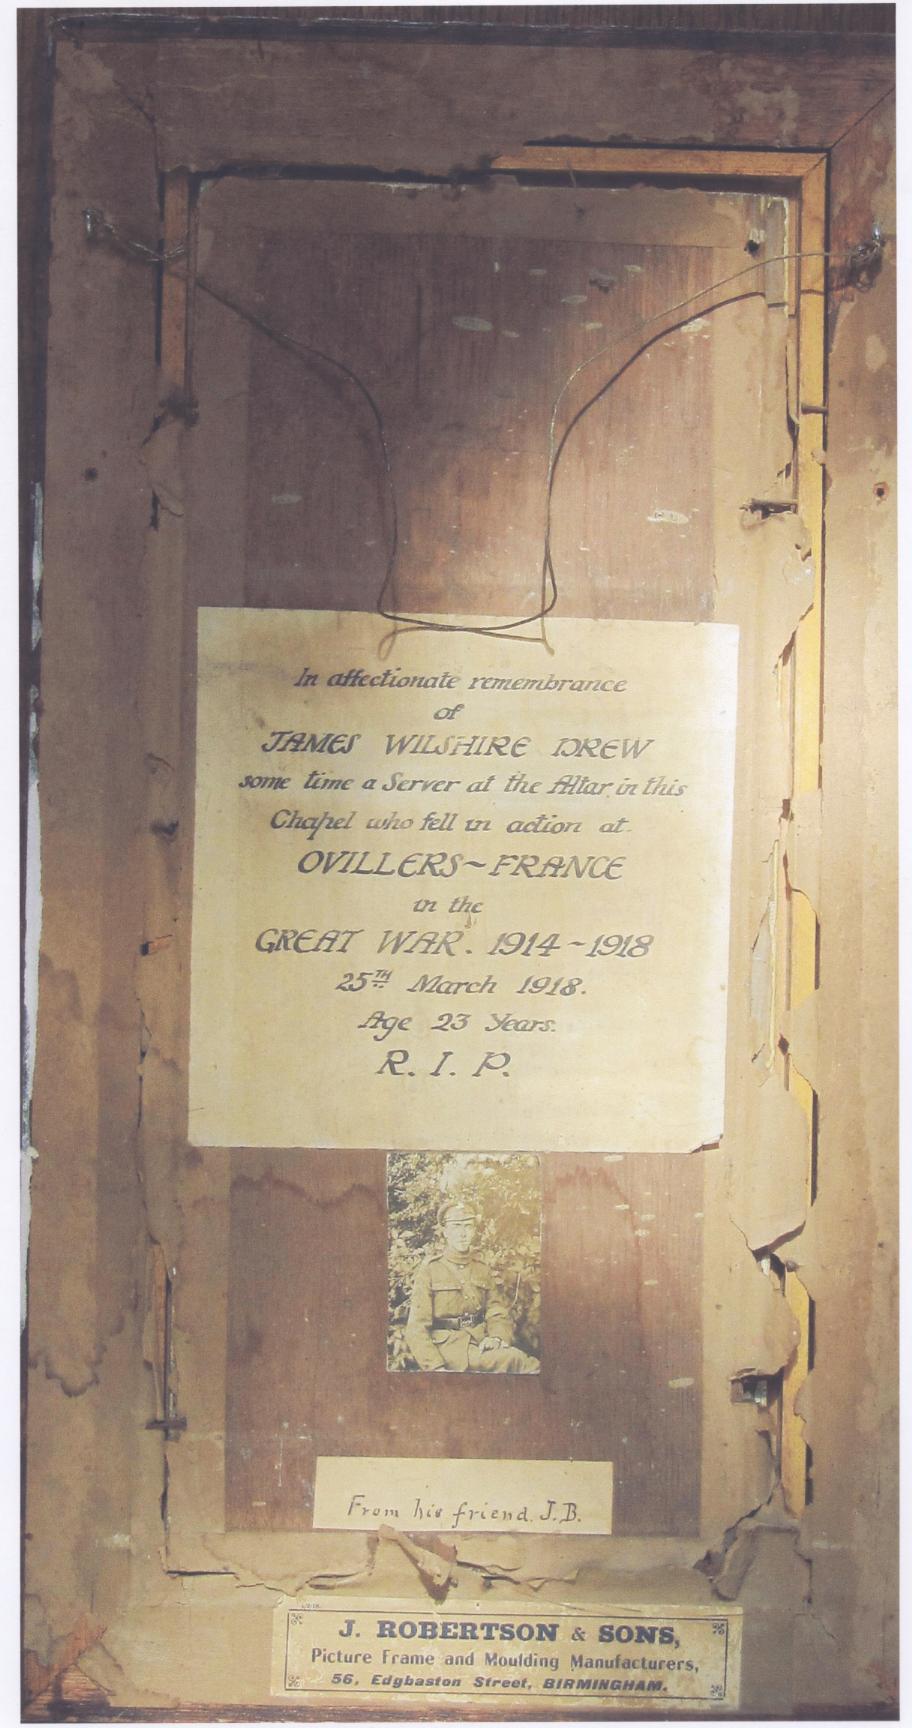 In affectionate remembrance
of
JAMES WILSHIRE DREW
some time a Server at the Altar in this
Chapel who fell in action at
OVILLERS ~ FRANCE
in the
GREAT WAR. 1914 ~ 1918
25TH March 1918.
Age 23 Years.
R. I. P.
From his friend J.B.
J. ROBERTSON & SONS,
Picture Frame and Moulding Manufacturers,
56, Edgbaston Street, BIRMINGHAM.